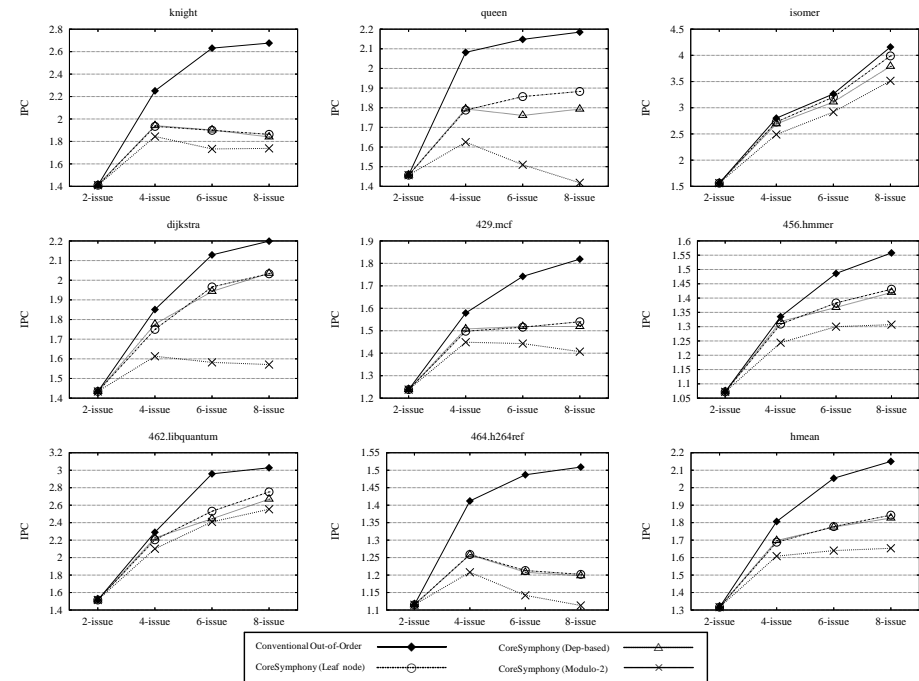 knight
IPC
2.8
2.6
2.4
2.2
2
1.8
1.6
1.4
2-issue 4-issue 6-issue 8-issue
queen
IPC
2.2
2.1
2
1.9
1.8
1.7
1.6
1.5
1.4
2-issue 4-issue 6-issue 8-issue
isomer
IPC
4.5
4
3.5
3
2.5
2
1.5
2-issue 4-issue 6-issue 8-issue
dijkstra
IPC
2.2
2.1
2
1.9
1.8
1.7
1.6
1.5
1.4
2-issue 4-issue 6-issue 8-issue
429.mcf
IPC
1.9
1.8
1.7
1.6
1.5
1.4
1.3
1.2
2-issue 4-issue 6-issue 8-issue
456.hmmer
IPC
1.6
1.55
1.5
1.45
1.4
1.35
1.3
1.25
1.2
1.15
1.1
1.05
2-issue 4-issue 6-issue 8-issue
462.libquantum
IPC
3.2
3
2.8
2.6
2.4
2.2
2
1.8
1.6
1.4
2-issue 4-issue 6-issue 8-issue
464.h264ref
IPC
1.55
1.5
1.45
1.4
1.35
1.3
1.25
1.2
1.15
1.1
2-issue 4-issue 6-issue 8-issue
hmean
IPC
2.2
2.1
2
1.9
1.8
1.7
1.6
1.5
1.4
1.3
2-issue 4-issue 6-issue 8-issue
Conventional Out-of-Order
CoreSymphony (Leaf node)
CoreSymphony (Dep-based)
CoreSymphony (Modulo-2)